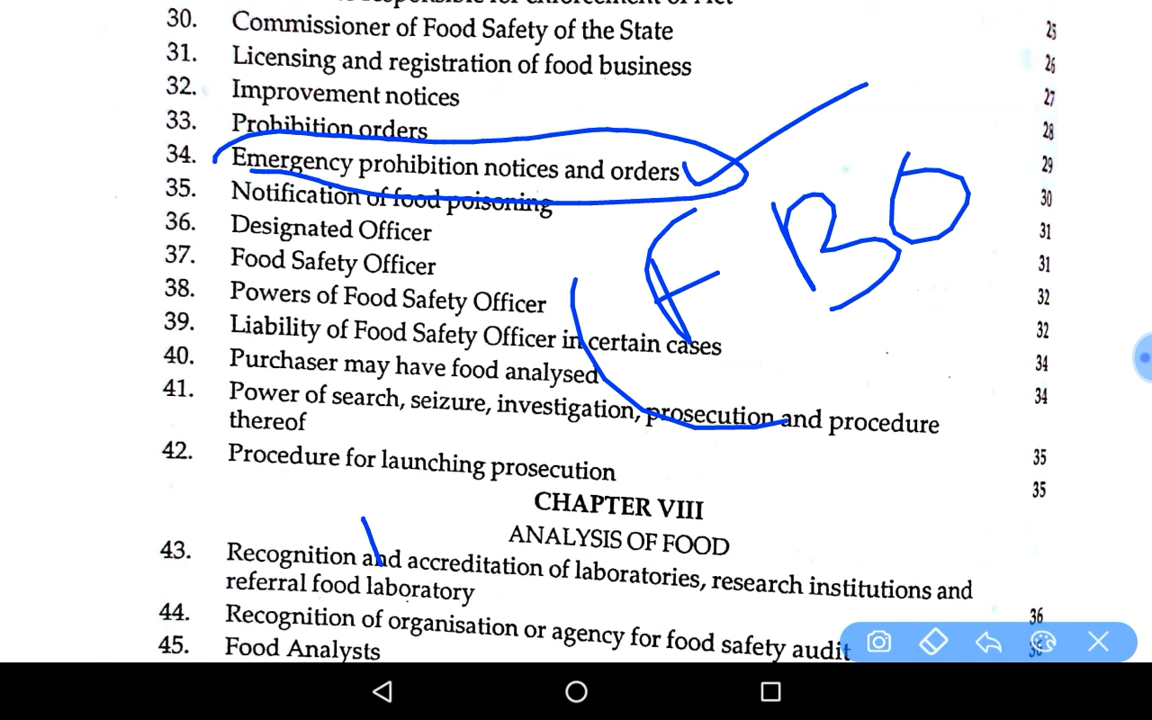 responsible for enforcement of Act
30. Commissioner of Food Safety of the State 25
31. Licensing and registration of food business 26
32. Improvement notices 27
33. Prohibition orders 28
34. Emergency prohibition notices and orders 29
35. Notification of food poisoning 30
36. Designated Officer 31
37. Food Safety Officer 31
38. Powers of Food Safety Officer 32
39. Liability of Food Safety Officer in certain cases 32
40. Purchaser may have food analysed 34
41. Power of search, seizure, investigation, prosecution and procedure 34
thereof
42. Procedure for launching prosecution 35
35
CHAPTER VIII
ANALYSIS OF FOOD
43. Recognition and accreditation of laboratories, research institutions and
referral food laboratory 36
44. Recognition of organisation or agency for food safety audit
45. Food Analysts
FBO